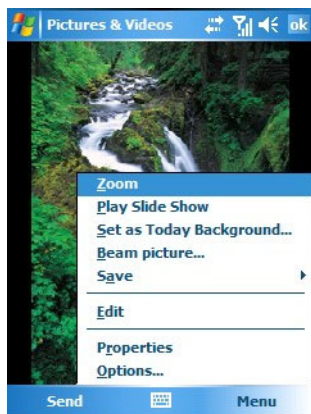 Pictures & Videos ok
Zoom
Play Slide Show
Set as Today Background...
Beam picture...
Save
Edit
Properties
Options...
Send Menu